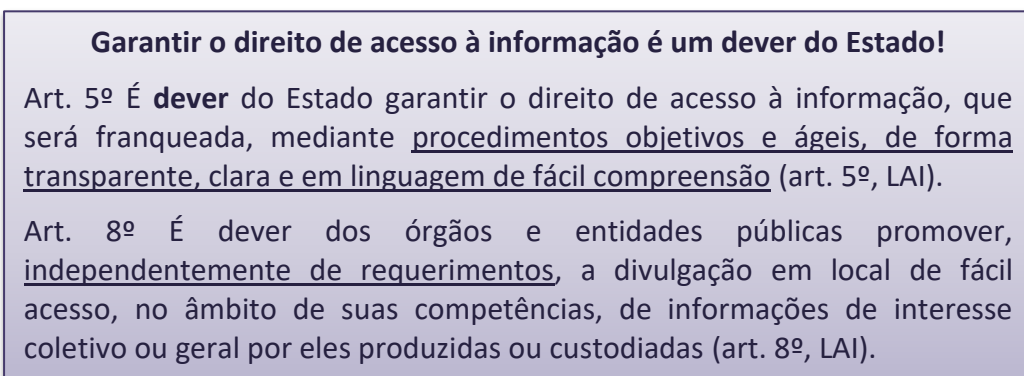 Garantir o direito de acesso à informação é um dever do Estado!
Art. 5º É dever do Estado garantir o direito de acesso à informação, que
será franqueada, mediante procedimentos objetivos e ágeis, de forma
transparente, clara e em linguagem de fácil compreensão (art. 5º, LAI).
Art. 8º É dever dos órgãos e entidades públicas promover,
independentemente de requerimentos, a divulgação em local de fácil
acesso, no âmbito de suas competências, de informações de interesse
coletivo ou geral por eles produzidas ou custodiadas (art. 8º, LAI).